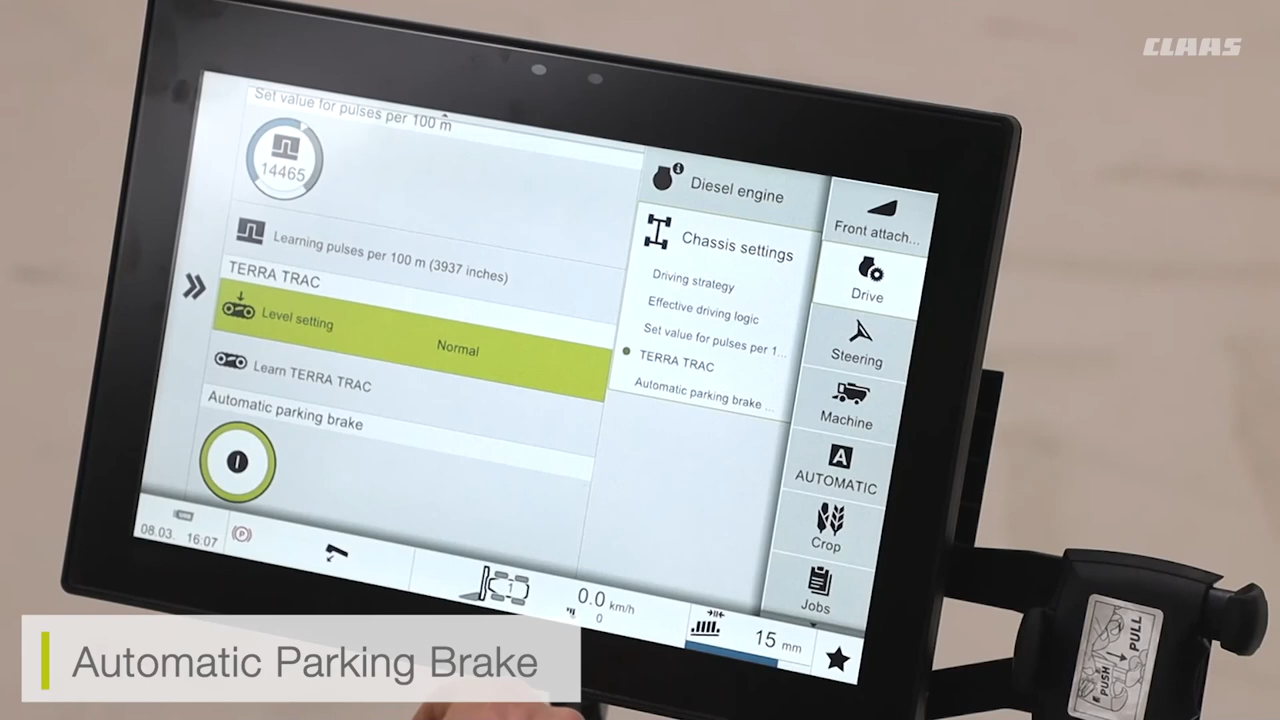 CLAAS
Set value for pulses per 100 m
14465
Learning pulses per 100 m (3937 inches)
TERRA TRAC
Level setting
Normal
Learn TERRA TRAC
Automatic parking brake
Diesel engine
Chassis settings
Driving strategy
Effective driving logic
Set value for pulses per 1...
TERRA TRAC
Automatic parking brake ...
Front attach...
Drive
Steering
Machine
A
AUTOMATIC
Crop
Jobs
08.03. 16:07
P
1
0.0 km/h
0
15 mm
PUSH
PULL
Automatic Parking Brake